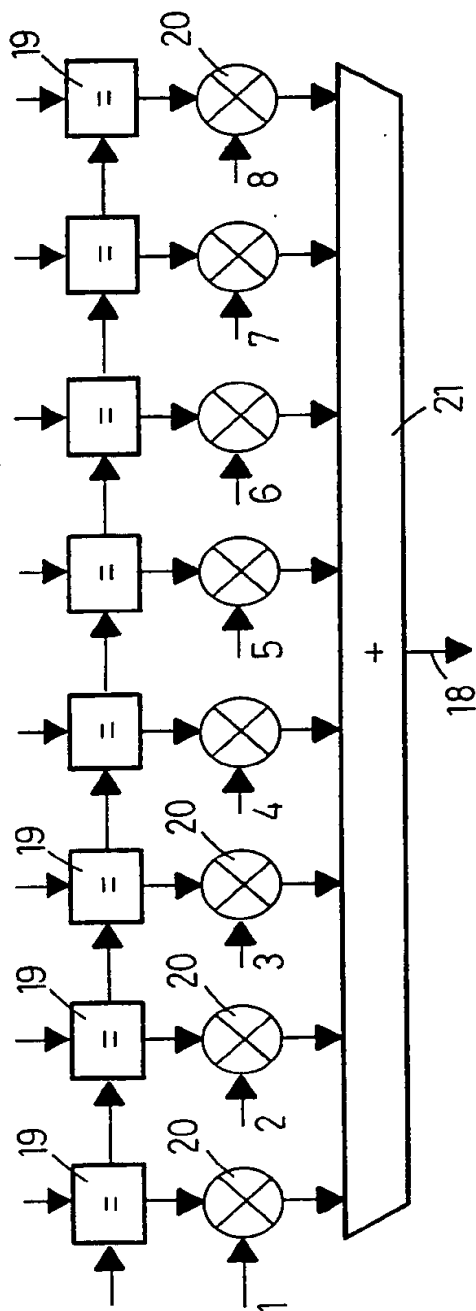 19 19 19 19
= = = = = = = =
20 20 20 20
1 2 3 4 5 6 7 8
+
21
18